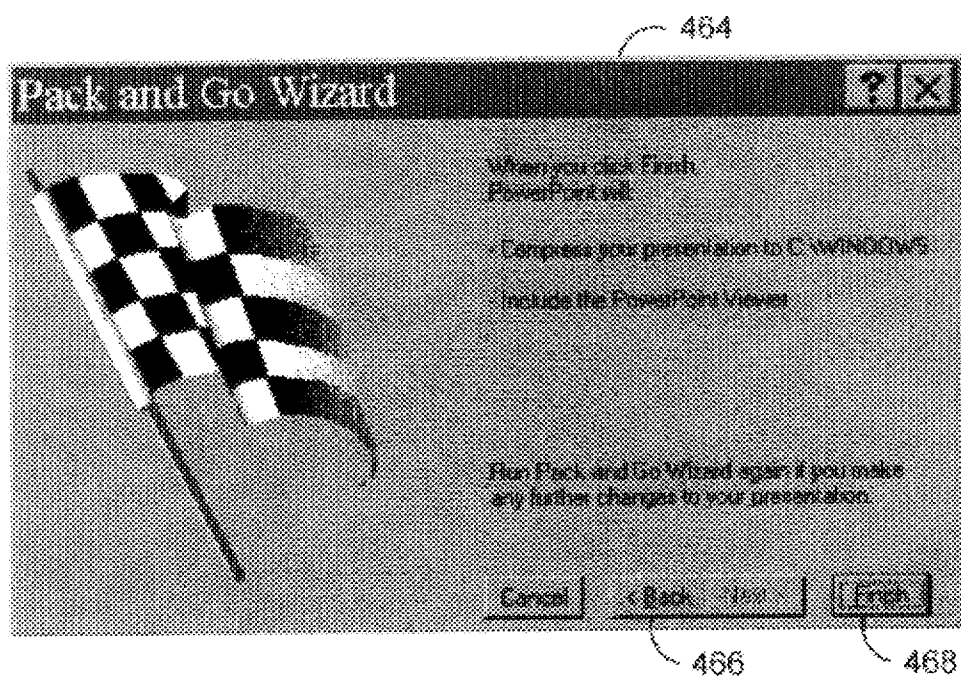 464
Pack and Go Wizard ? X
When you click Finish
PowerPoint will:
- Compress your presentation to C:\WINDOWS.
- Include the PowerPoint Viewer
Run Pack and Go Wizard again if you make
any further changes to your presentation.
Cancel < Back Next > Finish
466 468